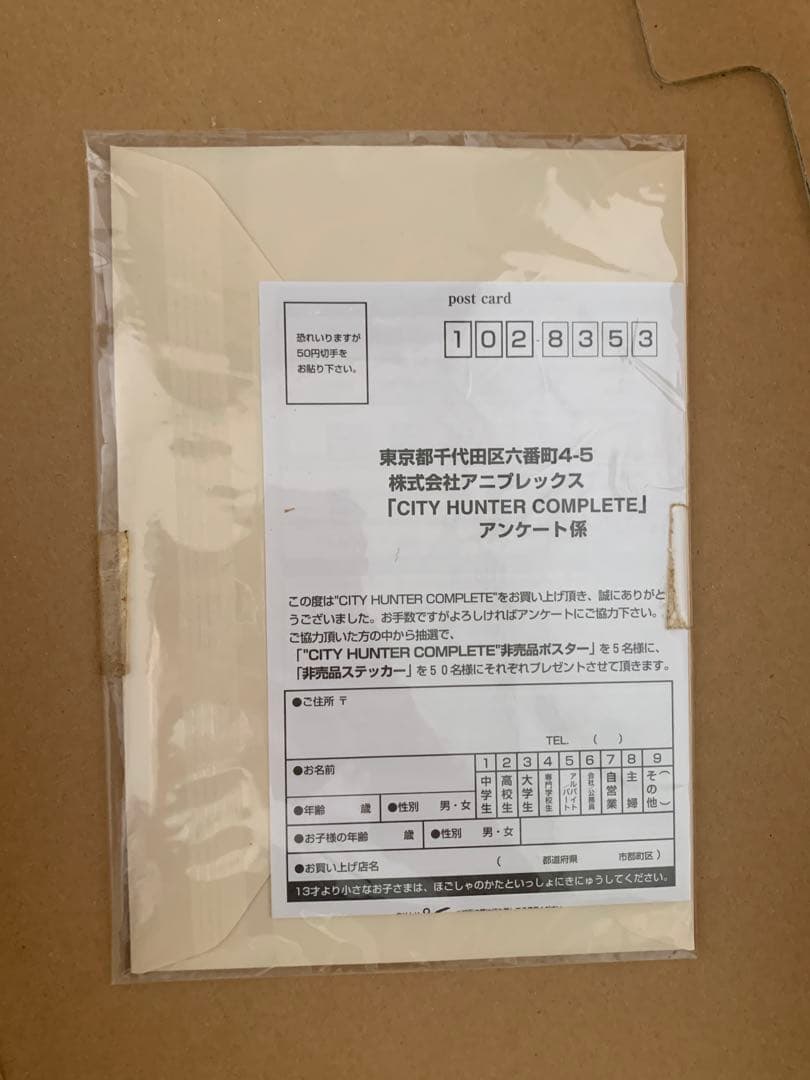 post card
恐れいりますが
50円切手を
お貼り下さい。
102-8353
東京都千代田区六番町4-5
株式会社アニプレックス
「CITY HUNTER COMPLETE」
アンケート係
この度は"CITY HUNTER COMPLETE"をお買い上げ頂き、誠にありがと
うございました。お手数ですがよろしければアンケートにご協力下さい。
ご協力頂いた方の中から抽選で、
「"CITY HUNTER COMPLETE"非売品ポスター」を5名様に、
「非売品ステッカー」を50名様にそれぞれプレゼントさせて頂きます。
●ご住所 〒
TEL. ( )
●お名前
1 中学生
2 高校生
3 大学生
4 専門学校生
5 アルバイト／パート
6 会社／公務員
7 自営業
8 主婦
9 その他( )
●年齢 歳 ●性別 男・女
●お子様の年齢 歳 ●性別 男・女
●お買い上げ店名 ( 都道府県 市郡町区 )
13才より小さなお子さまは、ほごしゃのかたといっしょにきにゅうしてください。